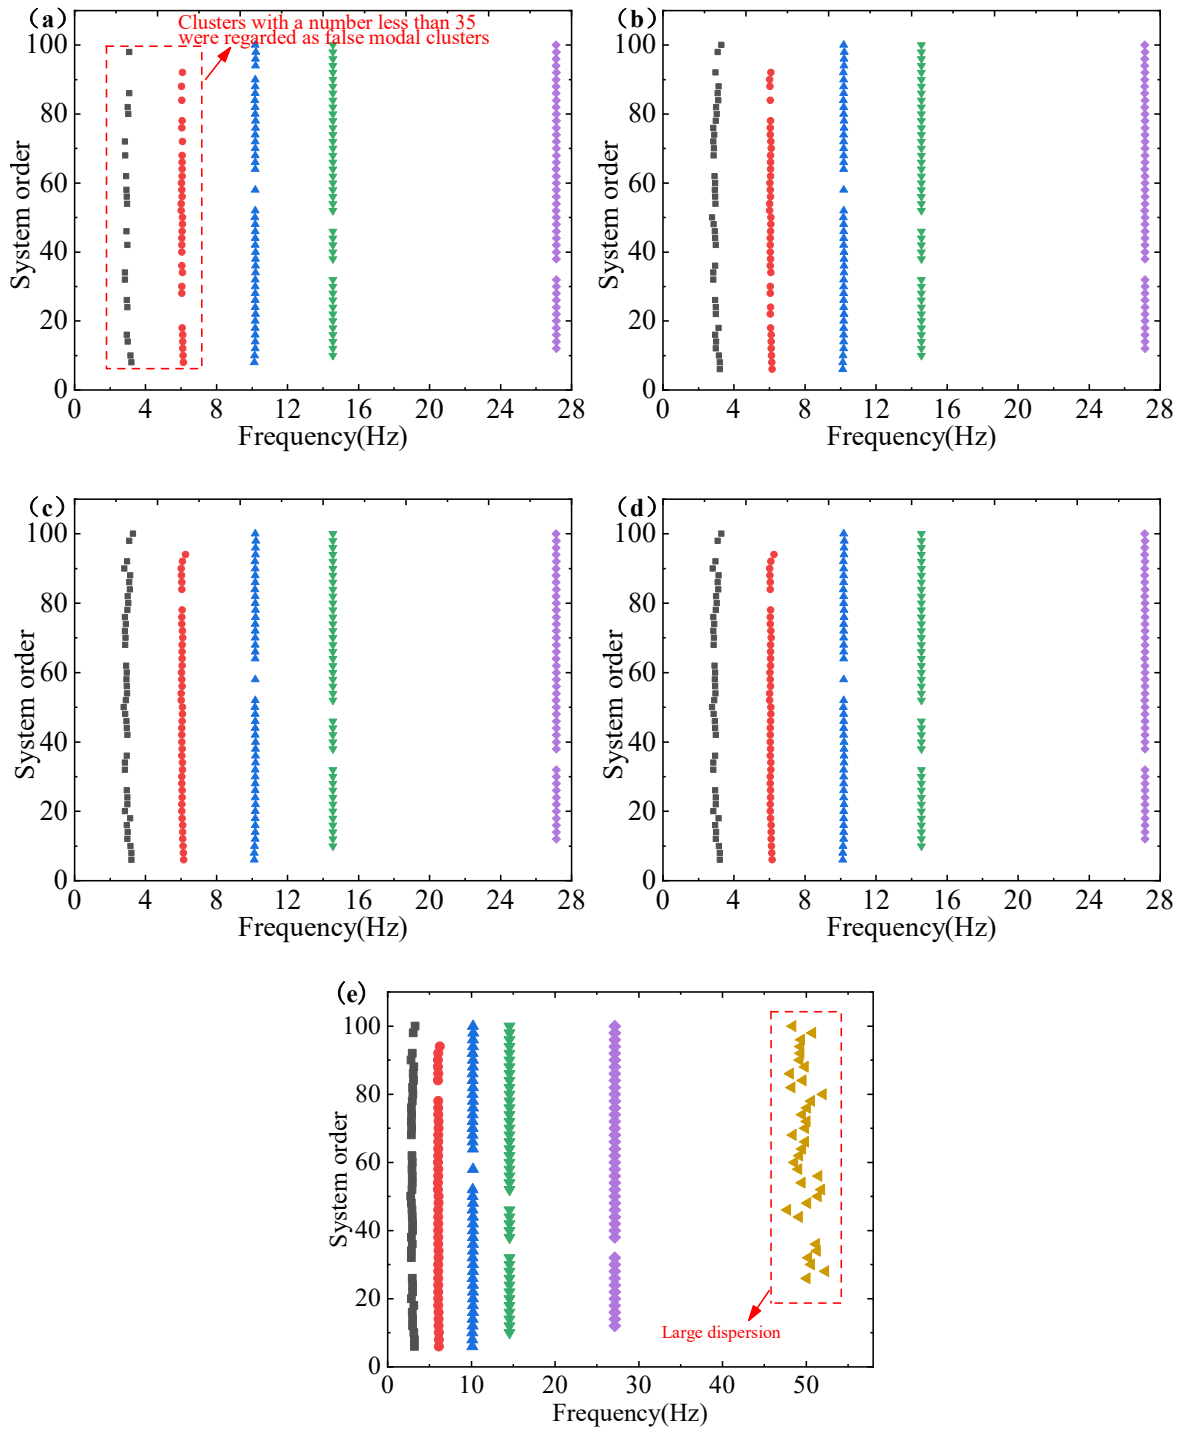 (a)
Clusters with a number less than 35
were regarded as false modal clusters
100
80
60
40
20
0
System order
0 4 8 12 16 20 24 28
Frequency(Hz)
(b)
100
80
60
40
20
0
System order
0 4 8 12 16 20 24 28
Frequency(Hz)
(c)
100
80
60
40
20
0
System order
0 4 8 12 16 20 24 28
Frequency(Hz)
(d)
100
80
60
40
20
0
System order
0 4 8 12 16 20 24 28
Frequency(Hz)
(e)
100
80
60
40
20
0
System order
Large dispersion
0 10 20 30 40 50
Frequency(Hz)